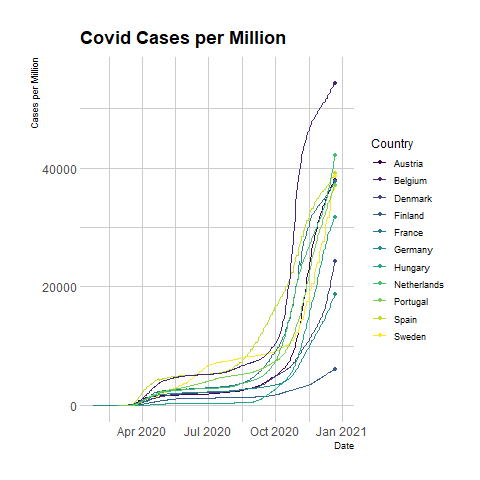 Covid Cases per Million
Cases per Million
40000
20000
0
Apr 2020
Jul 2020
Oct 2020
Jan 2021
Date
Country
Austria
Belgium
Denmark
Finland
France
Germany
Hungary
Netherlands
Portugal
Spain
Sweden